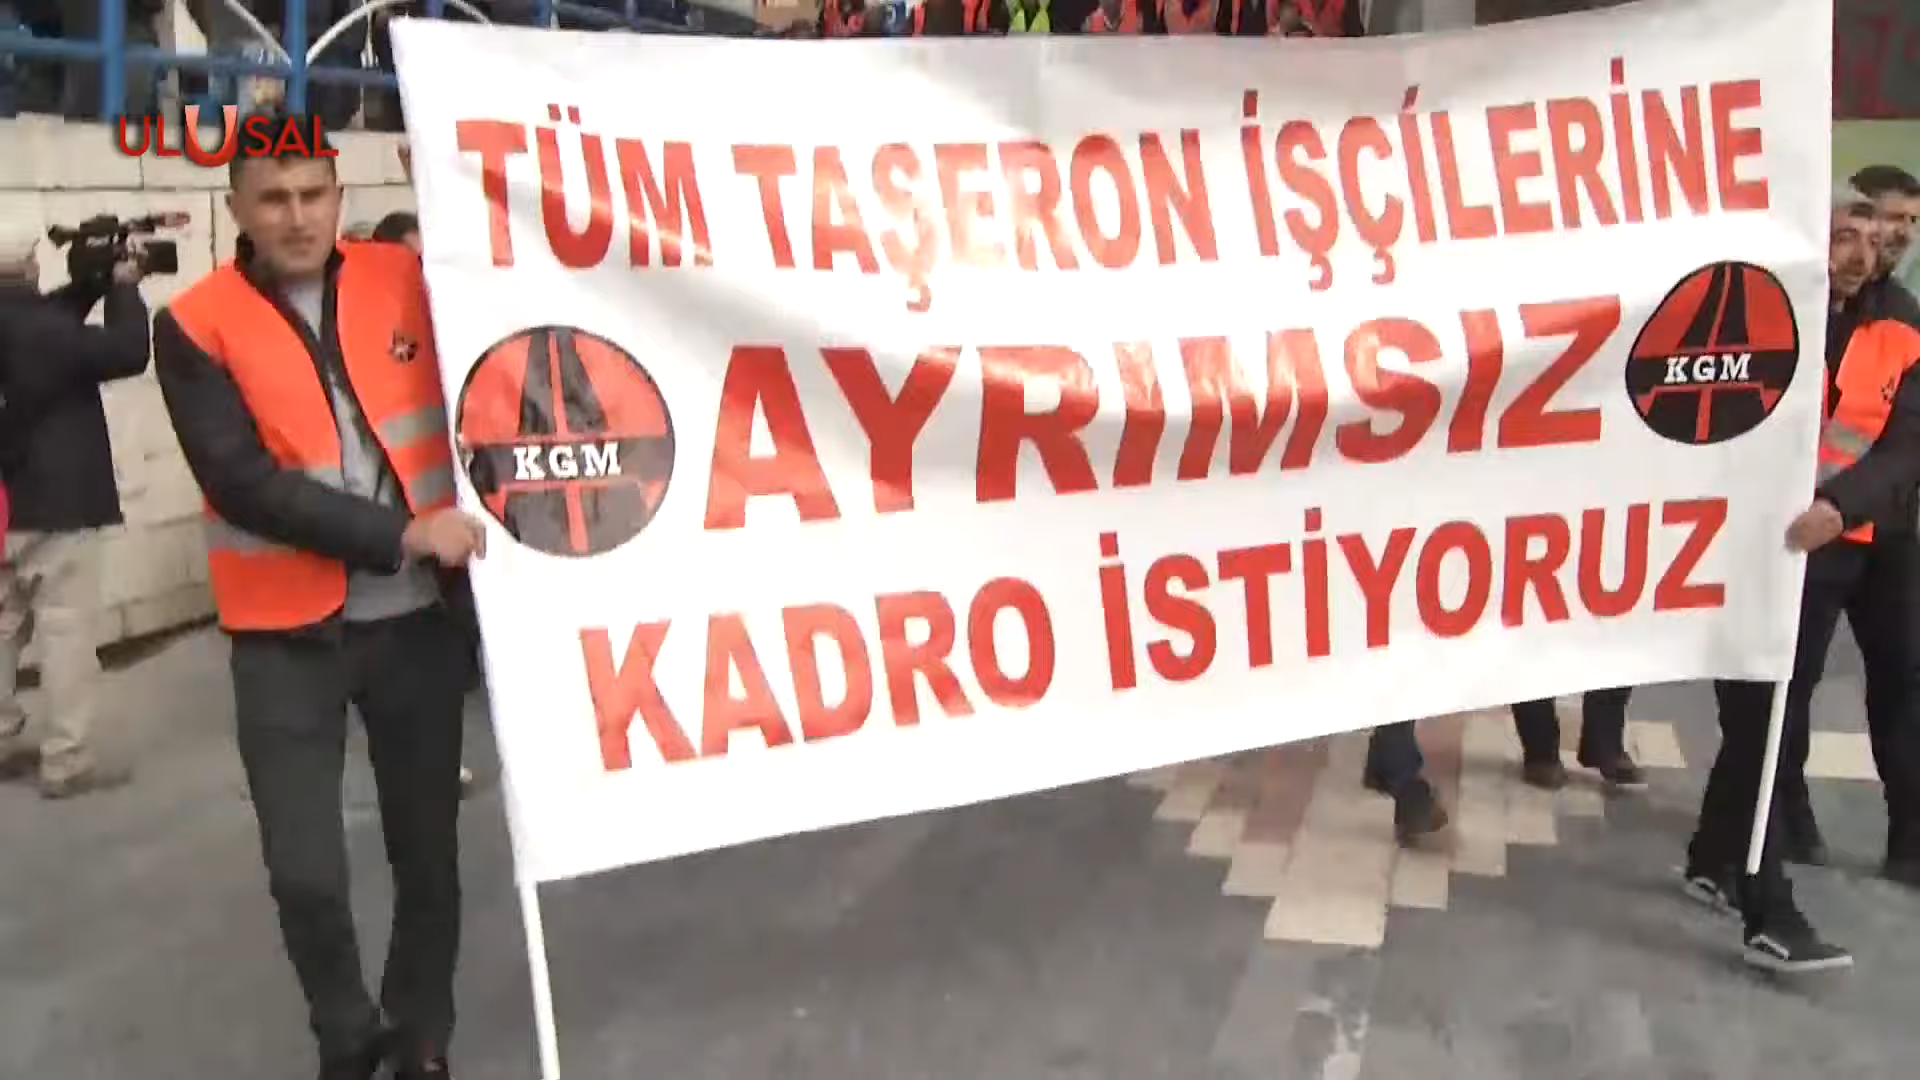 ULUSAL
TÜM TAŞERON İŞÇİLERİNE
KGM
AYRIMSIZ
KGM
KADRO İSTİYORUZ